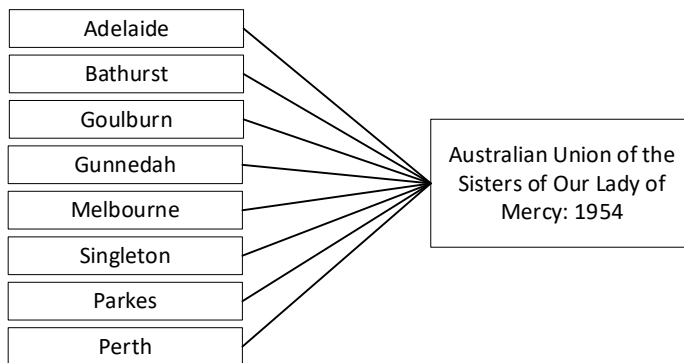 Adelaide
Bathurst
Goulburn
Gunnedah
Melbourne
Singleton
Parkes
Perth
Australian Union of the
Sisters of Our Lady of
Mercy: 1954